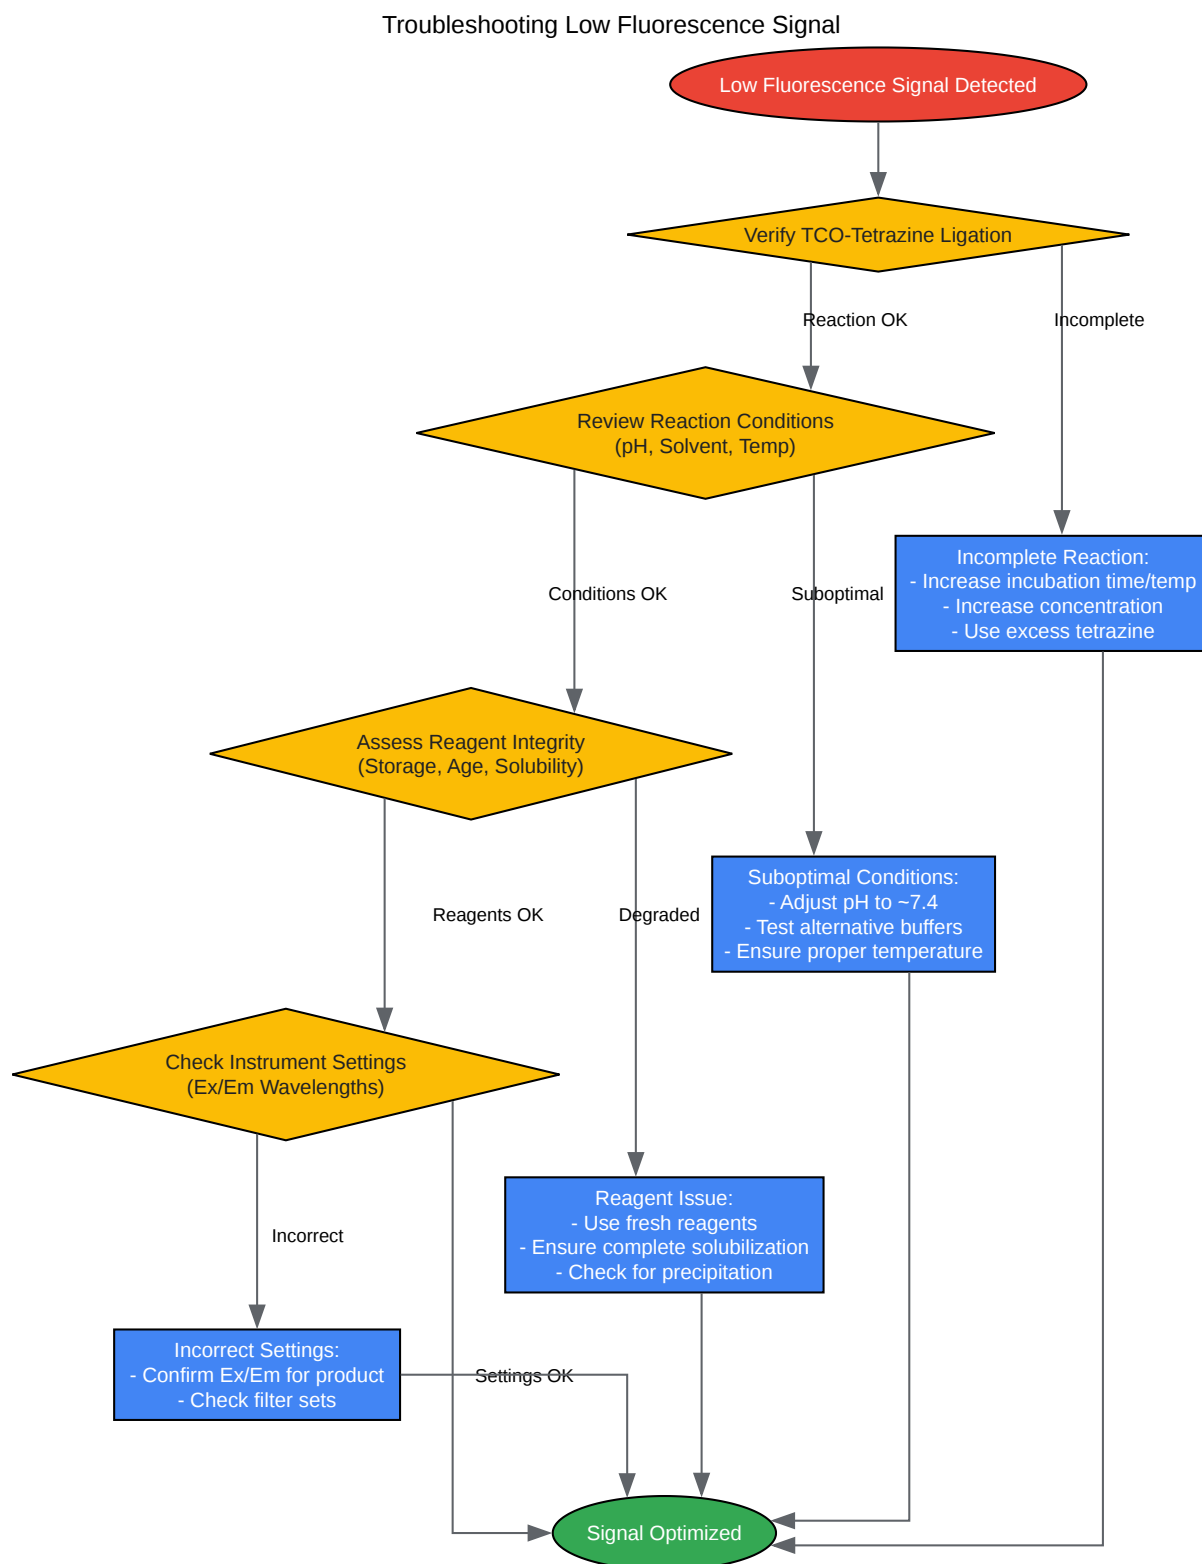 Troubleshooting Low Fluorescence Signal
Low Fluorescence Signal Detected
Verify TCO-Tetrazine Ligation
Reaction OK
Incomplete
Review Reaction Conditions
(pH, Solvent, Temp)
Incomplete Reaction:
- Increase incubation time/temp
- Increase concentration
- Use excess tetrazine
Conditions OK
Suboptimal
Assess Reagent Integrity
(Storage, Age, Solubility)
Suboptimal Conditions:
- Adjust pH to ~7.4
- Test alternative buffers
- Ensure proper temperature
Reagents OK
Degraded
Check Instrument Settings
(Ex/Em Wavelengths)
Reagent Issue:
- Use fresh reagents
- Ensure complete solubilization
- Check for precipitation
Incorrect
Incorrect Settings:
- Confirm Ex/Em for product
- Check filter sets
Settings OK
Signal Optimized